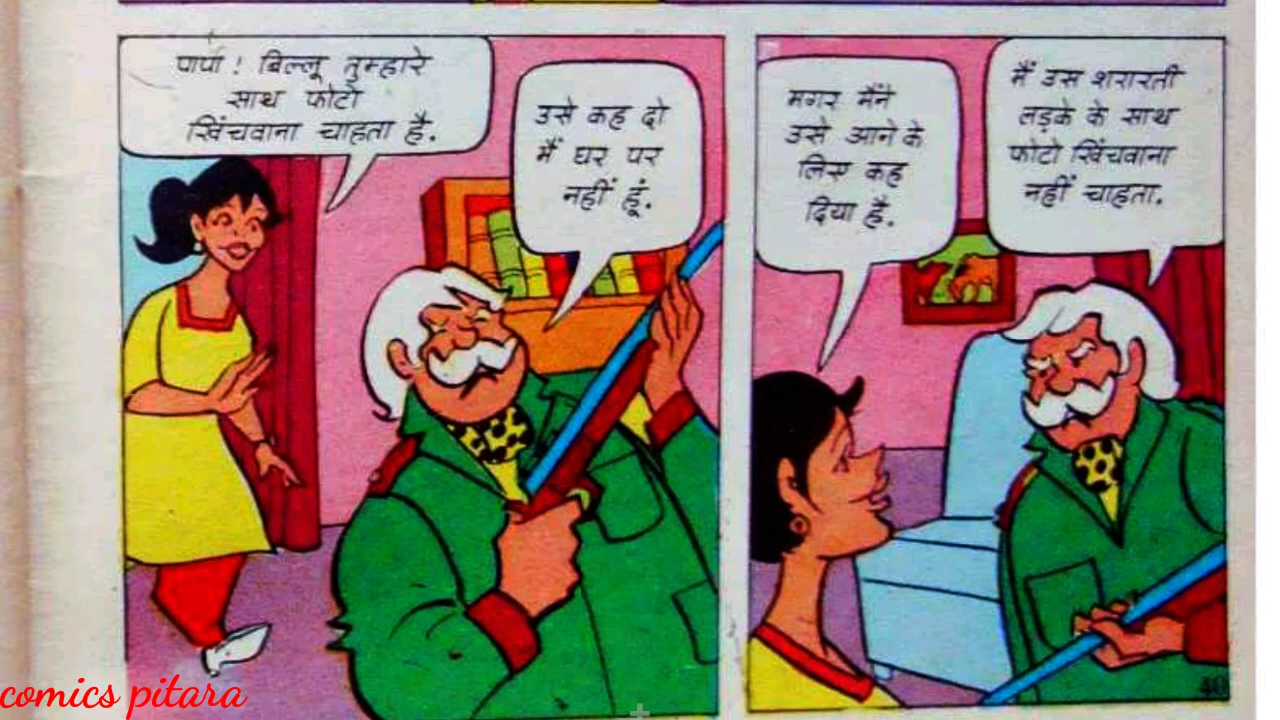 पापा ! बिल्लू तुम्हारे
साथ फोटो
खिंचवाना चाहता है.
उसे कह दो
मैं घर पर
नहीं हूं.
मगर मैंने
उसे आने के
लिए कह
दिया है.
मैं उस शरारती
लड़के के साथ
फोटो खिंचवाना
नहीं चाहता.
comics pitara